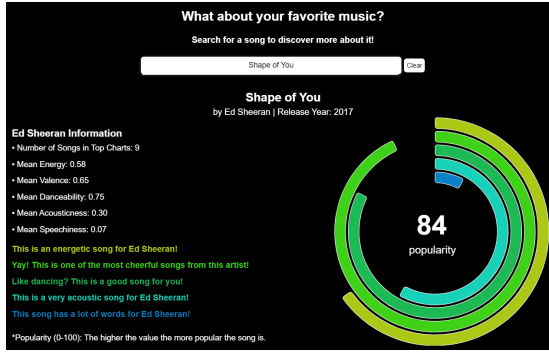 What about your favorite music?
Search for a song to discover more about it!
Shape of You
Clear
Shape of You
by Ed Sheeran | Release Year: 2017
Ed Sheeran Information
• Number of Songs in Top Charts: 9
• Mean Energy: 0.58
• Mean Valence: 0.65
• Mean Danceability: 0.75
• Mean Acousticness: 0.30
• Mean Speechiness: 0.07
This is an energetic song for Ed Sheeran!
Yay! This is one of the most cheerful songs from this artist!
Like dancing? This is a good song for you!
This is a very acoustic song for Ed Sheeran!
This song has a lot of words for Ed Sheeran!
84
popularity
*Popularity (0-100): The higher the value the more popular the song is.